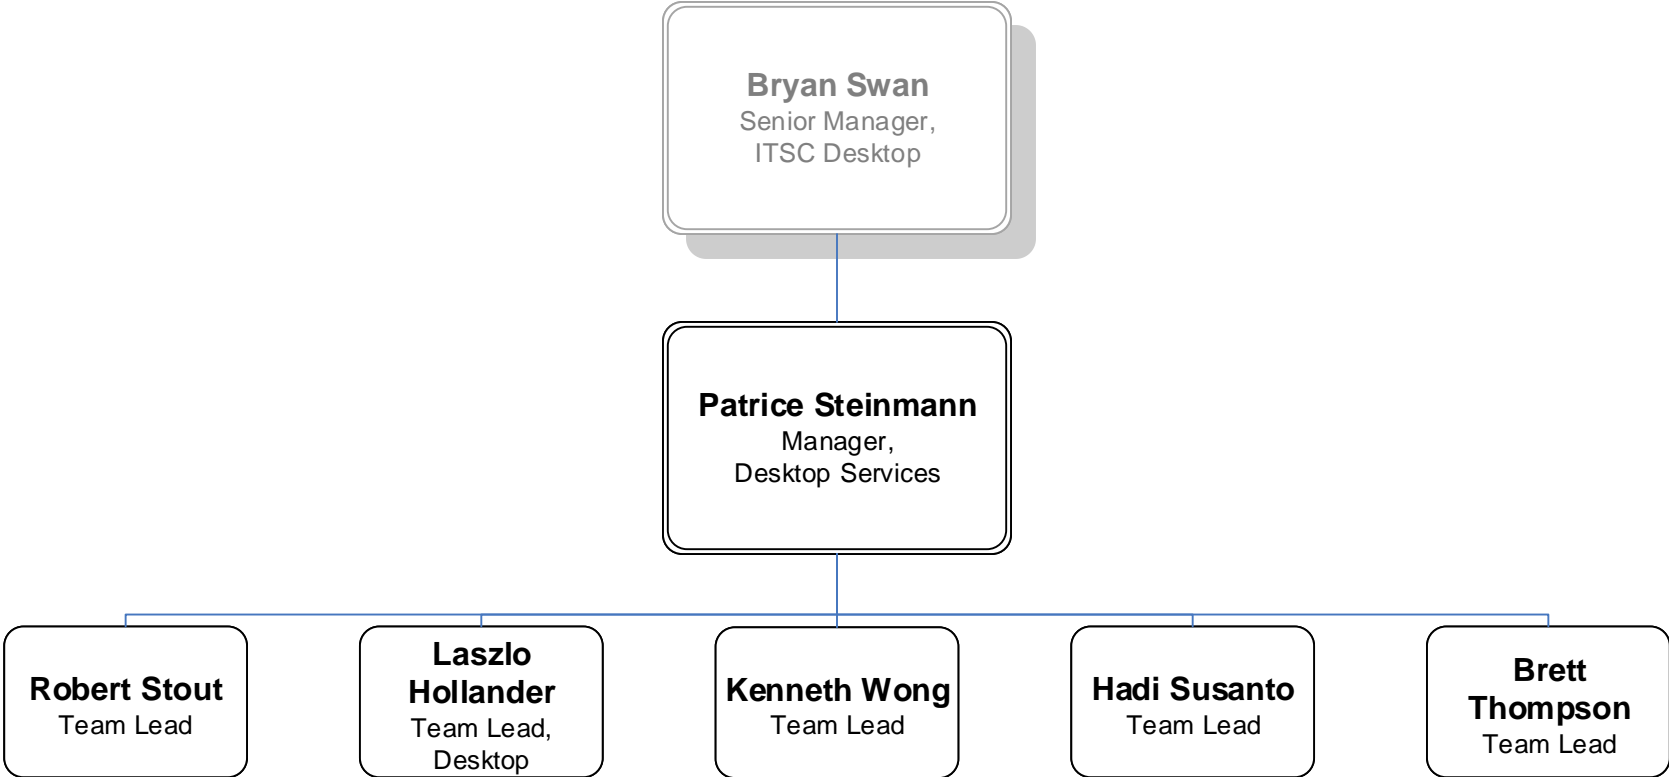 Bryan Swan
Senior Manager,
ITSC Desktop
Patrice Steinmann
Manager,
Desktop Services
Robert Stout
Team Lead
Laszlo
Hollander
Team Lead,
Desktop
Kenneth Wong
Team Lead
Hadi Susanto
Team Lead
Brett
Thompson
Team Lead